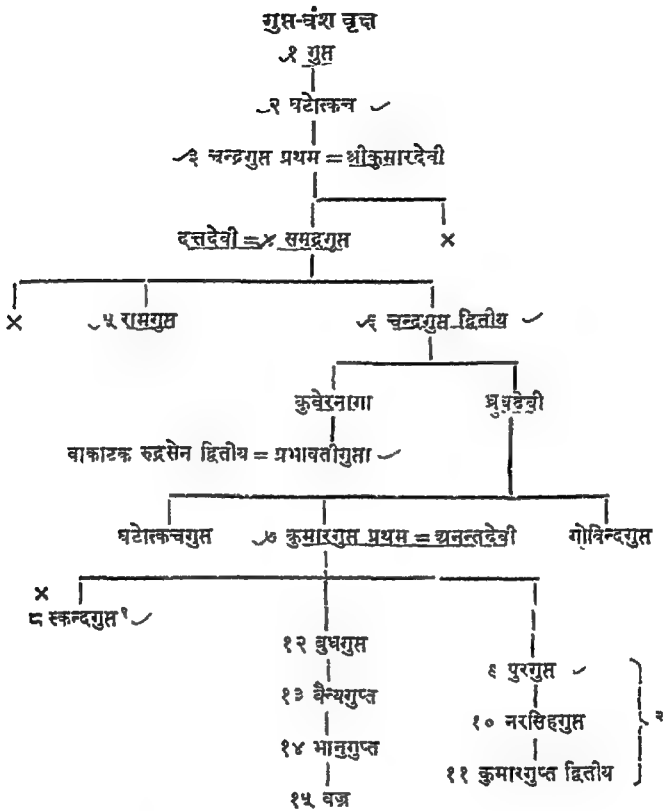 गुप्त-वंश वृक्ष
१ गुप्त
२ घटोत्कच
३ चन्द्रगुप्त प्रथम = श्रीकुमारदेवी
दत्तदेवी = ४ समुद्रगुप्त ×
× ५ रामगुप्त ६ चन्द्रगुप्त द्वितीय
कुवेरनागा ध्रुवदेवी
वाकाटक रुद्रसेन द्वितीय = प्रभावतीगुप्ता
घटोत्कचगुप्त ७ कुमारगुप्त प्रथम = अनन्तदेवी गोविन्दगुप्त
×
८ स्कन्दगुप्त१
१२ बुधगुप्त
९ पुरगुप्त
१३ वैन्यगुप्त
१० नरसिंहगुप्त
१४ भानुगुप्त
११ कुमारगुप्त द्वितीय
१५ वज्र